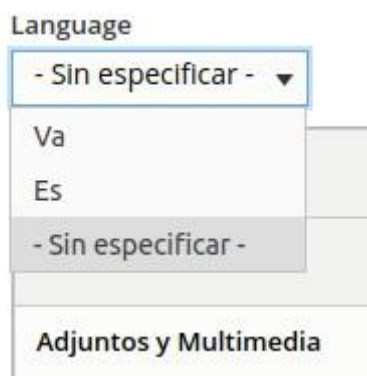 Language
- Sin especificar -
Va
Es
- Sin especificar -
Adjuntos y Multimedia